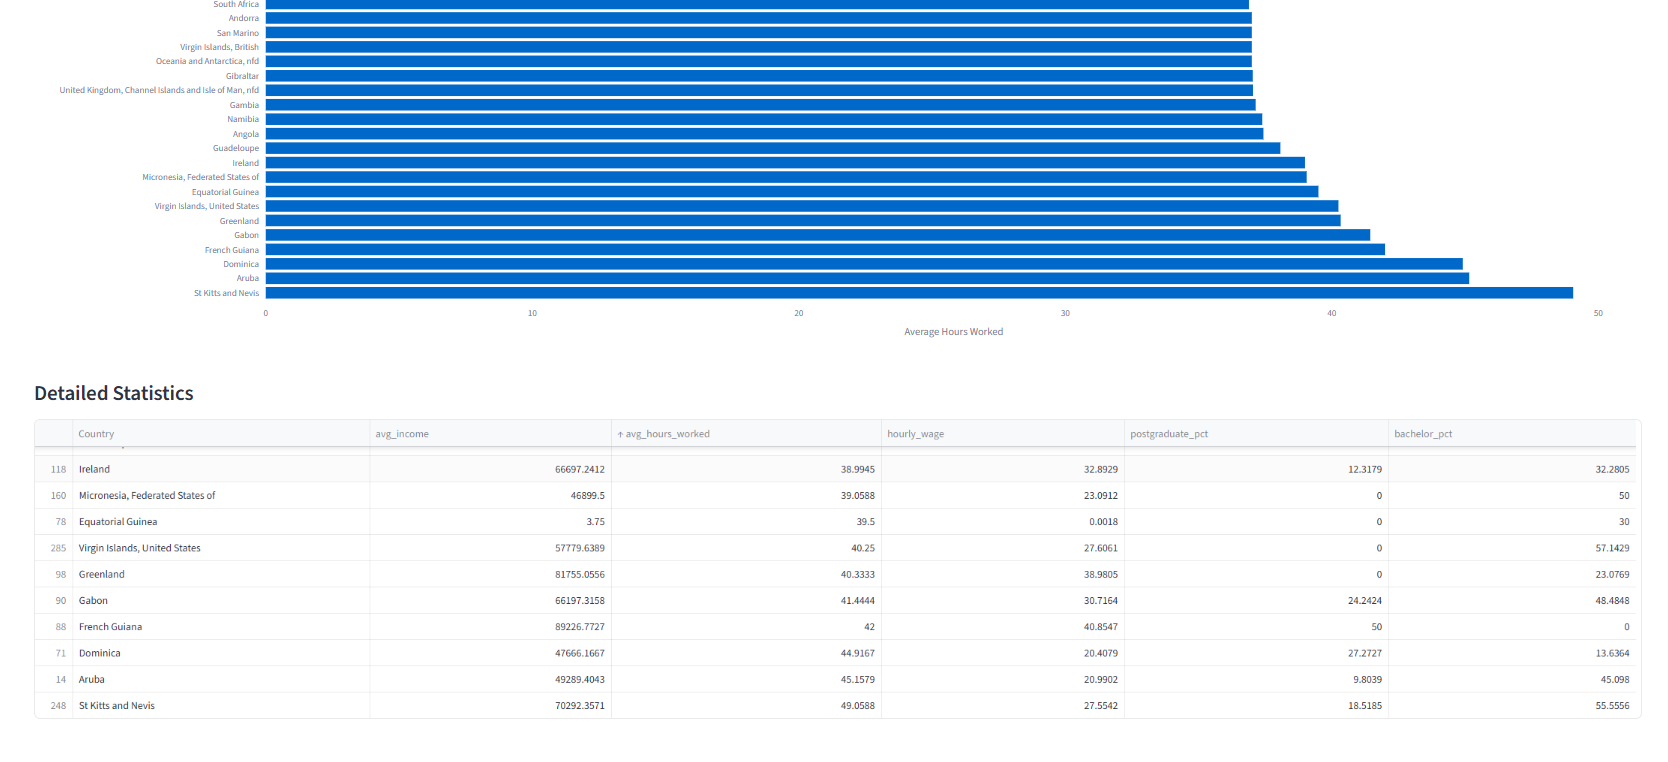 South Africa
Andorra
San Marino
Virgin Islands, British
Oceania and Antarctica, nfd
Gibraltar
United Kingdom, Channel Islands and Isle of Man, nfd
Gambia
Namibia
Angola
Guadeloupe
Ireland
Micronesia, Federated States of
Equatorial Guinea
Virgin Islands, United States
Greenland
Gabon
French Guiana
Dominica
Aruba
St Kitts and Nevis
0 10 20 30 40 50
Average Hours Worked
Detailed Statistics
Country avg_income ↑ avg_hours_worked hourly_wage postgraduate_pct bachelor_pct
118 Ireland 66697.2412 38.9945 32.8929 12.3179 32.2805
160 Micronesia, Federated States of 46899.5 39.0588 23.0912 0 50
78 Equatorial Guinea 3.75 39.5 0.0018 0 30
285 Virgin Islands, United States 57779.6389 40.25 27.6061 0 57.1429
98 Greenland 81755.0556 40.3333 38.9805 0 23.0769
90 Gabon 66197.3158 41.4444 30.7164 24.2424 48.4848
88 French Guiana 89226.7727 42 40.8547 50 0
71 Dominica 47666.1667 44.9167 20.4079 27.2727 13.6364
14 Aruba 49289.4043 45.1579 20.9902 9.8039 45.098
248 St Kitts and Nevis 70292.3571 49.0588 27.5542 18.5185 55.5556